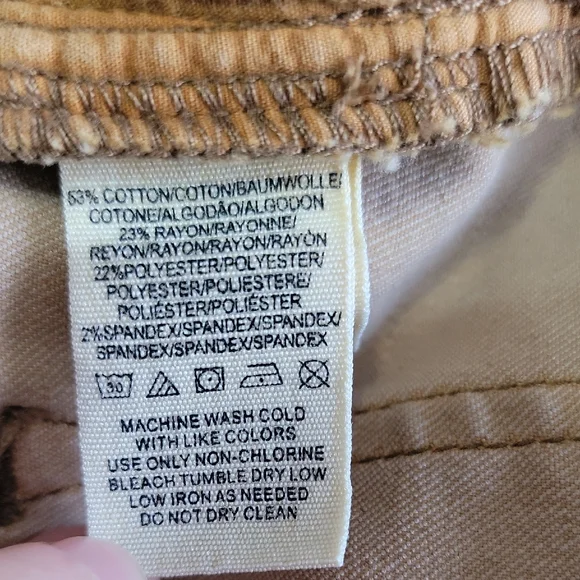 53% COTTON/COTON/BAUMWOLLE/
COTONE/ALGODÃO/ALGODON
23% RAYON/RAYONNE/
REYON/RAYON/RAYON/RAYÓN
22%POLYESTER/POLYESTER/
POLYESTER/POLIESTERE/
POLIÉSTER/POLIÉSTER
2%SPANDEX/SPANDEX/SPANDEX/
SPANDEX/SPANDEX/SPANDEX
30
MACHINE WASH COLD
WITH LIKE COLORS
USE ONLY NON-CHLORINE
BLEACH TUMBLE DRY LOW
LOW IRON AS NEEDED
DO NOT DRY CLEAN